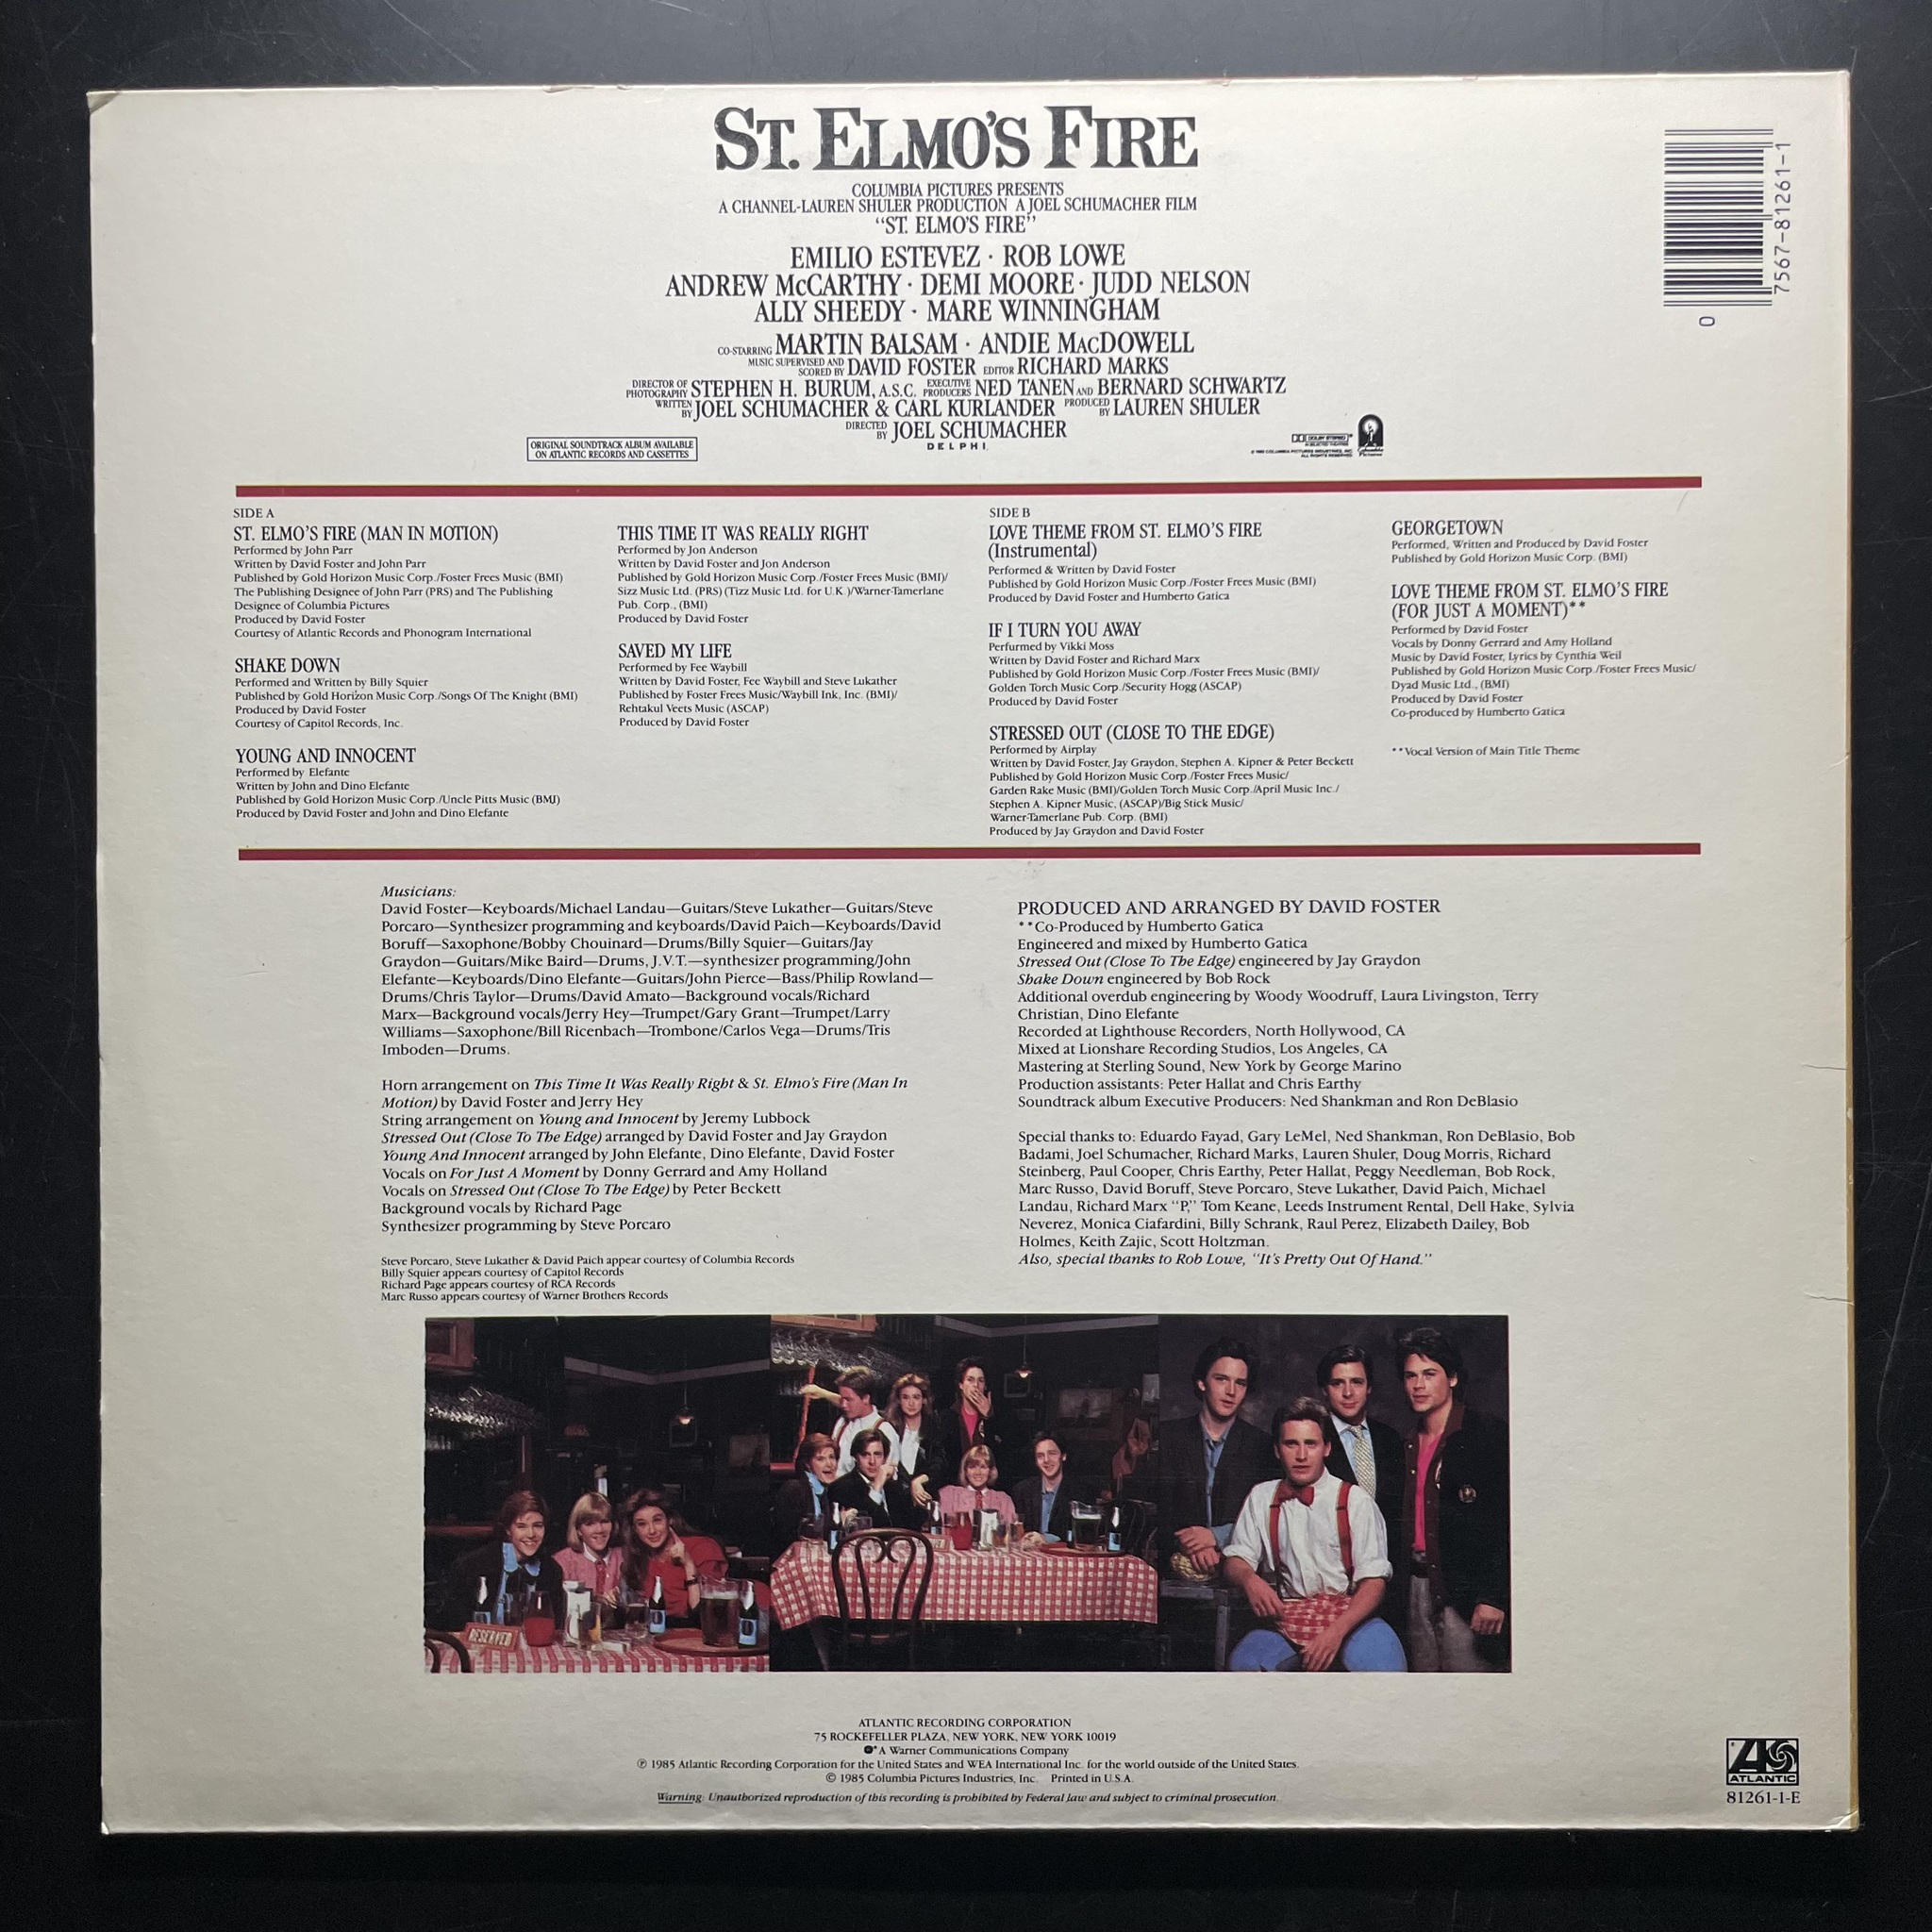 ST. ELMO'S FIRE
COLUMBIA PICTURES PRESENTS
A CHANNEL-LAUREN SHULER PRODUCTION A JOEL SCHUMACHER FILM
“ST. ELMO'S FIRE”
EMILIO ESTEVEZ · ROB LOWE
ANDREW McCARTHY · DEMI MOORE · JUDD NELSON
ALLY SHEEDY · MARE WINNINGHAM
CO-STARRING MARTIN BALSAM · ANDIE MacDOWELL
MUSIC SUPERVISED AND SCORED BY DAVID FOSTER EDITOR RICHARD MARKS
DIRECTOR OF PHOTOGRAPHY STEPHEN H. BURUM, A.S.C. EXECUTIVE PRODUCERS NED TANEN AND BERNARD SCHWARTZ
WRITTEN BY JOEL SCHUMACHER & CARL KURLANDER PRODUCED BY LAUREN SHULER
DIRECTED BY JOEL SCHUMACHER
DELPHI
ORIGINAL SOUNDTRACK ALBUM AVAILABLE
ON ATLANTIC RECORDS AND CASSETTES
DOLBY STEREO
IN SELECTED THEATRES
© 1985 COLUMBIA PICTURES INDUSTRIES, INC.
ALL RIGHTS RESERVED
Columbia
Pictures
7567-81261-1
0
SIDE A
ST. ELMO'S FIRE (MAN IN MOTION)
Performed by John Parr
Written by David Foster and John Parr
Published by Gold Horizon Music Corp./Foster Frees Music (BMI)
The Publishing Designee of John Parr (PRS) and The Publishing
Designee of Columbia Pictures
Produced by David Foster
Courtesy of Atlantic Records and Phonogram International
SHAKE DOWN
Performed and Written by Billy Squier
Published by Gold Horizon Music Corp./Songs Of The Knight (BMI)
Produced by David Foster
Courtesy of Capitol Records, Inc.
YOUNG AND INNOCENT
Performed by Elefante
Written by John and Dino Elefante
Published by Gold Horizon Music Corp./Uncle Pitts Music (BMJ)
Produced by David Foster and John and Dino Elefante
THIS TIME IT WAS REALLY RIGHT
Performed by Jon Anderson
Written by David Foster and Jon Anderson
Published by Gold Horizon Music Corp./Foster Frees Music (BMI)/
Sizz Music Ltd. (PRS) (Tizz Music Ltd. for U.K.)/Warner-Tamerlane
Pub. Corp., (BMI)
Produced by David Foster
SAVED MY LIFE
Performed by Fee Waybill
Written by David Foster, Fee Waybill and Steve Lukather
Published by Foster Frees Music/Waybill Ink, Inc. (BMI)/
Rehtakul Veets Music (ASCAP)
Produced by David Foster
SIDE B
LOVE THEME FROM ST. ELMO'S FIRE
(Instrumental)
Performed & Written by David Foster
Published by Gold Horizon Music Corp./Foster Frees Music (BMI)
Produced by David Foster and Humberto Gatica
IF I TURN YOU AWAY
Perfurmed by Vikki Moss
Written by David Foster and Richard Marx
Published by Gold Horizon Music Corp./Foster Frees Music (BMI)/
Golden Torch Music Corp./Security Hogg (ASCAP)
Produced by David Foster
STRESSED OUT (CLOSE TO THE EDGE)
Performed by Airplay
Written by David Foster, Jay Graydon, Stephen A. Kipner & Peter Beckett
Published by Gold Horizon Music Corp./Foster Frees Music/
Garden Rake Music (BMI)/Golden Torch Music Corp./April Music Inc./
Stephen A. Kipner Music, (ASCAP)/Big Stick Music/
Warner-Tamerlane Pub. Corp. (BMI)
Produced by Jay Graydon and David Foster
GEORGETOWN
Performed, Written and Produced by David Foster
Published by Gold Horizon Music Corp. (BMI)
LOVE THEME FROM ST. ELMO'S FIRE
(FOR JUST A MOMENT)**
Performed by David Foster
Vocals by Donny Gerrard and Amy Holland
Music by David Foster, Lyrics by Cynthia Weil
Published by Gold Horizon Music Corp./Foster Frees Music/
Dyad Music Ltd., (BMI)
Produced by David Foster
Co-produced by Humberto Gatica
**Vocal Version of Main Title Theme
Musicians:
David Foster—Keyboards/Michael Landau—Guitars/Steve Lukather—Guitars/Steve
Porcaro—Synthesizer programming and keyboards/David Paich—Keyboards/David
Boruff—Saxophone/Bobby Chouinard—Drums/Billy Squier—Guitars/Jay
Graydon—Guitars/Mike Baird—Drums, J.V.T.—synthesizer programming/John
Elefante—Keyboards/Dino Elefante—Guitars/John Pierce—Bass/Philip Rowland—
Drums/Chris Taylor—Drums/David Amato—Background vocals/Richard
Marx—Background vocals/Jerry Hey—Trumpet/Gary Grant—Trumpet/Larry
Williams—Saxophone/Bill Ricenbach—Trombone/Carlos Vega—Drums/Tris
Imboden—Drums.
Horn arrangement on This Time It Was Really Right & St. Elmo's Fire (Man In
Motion) by David Foster and Jerry Hey
String arrangement on Young and Innocent by Jeremy Lubbock
Stressed Out (Close To The Edge) arranged by David Foster and Jay Graydon
Young And Innocent arranged by John Elefante, Dino Elefante, David Foster
Vocals on For Just A Moment by Donny Gerrard and Amy Holland
Vocals on Stressed Out (Close To The Edge) by Peter Beckett
Background vocals by Richard Page
Synthesizer programming by Steve Porcaro
Steve Porcaro, Steve Lukather & David Paich appear courtesy of Columbia Records
Billy Squier appears courtesy of Capitol Records
Richard Page appears courtesy of RCA Records
Marc Russo appears courtesy of Warner Brothers Records
PRODUCED AND ARRANGED BY DAVID FOSTER
**Co-Produced by Humberto Gatica
Engineered and mixed by Humberto Gatica
Stressed Out (Close To The Edge) engineered by Jay Graydon
Shake Down engineered by Bob Rock
Additional overdub engineering by Woody Woodruff, Laura Livingston, Terry
Christian, Dino Elefante
Recorded at Lighthouse Recorders, North Hollywood, CA
Mixed at Lionshare Recording Studios, Los Angeles, CA
Mastering at Sterling Sound, New York by George Marino
Production assistants: Peter Hallat and Chris Earthy
Soundtrack album Executive Producers: Ned Shankman and Ron DeBlasio
Special thanks to: Eduardo Fayad, Gary LeMel, Ned Shankman, Ron DeBlasio, Bob
Badami, Joel Schumacher, Richard Marks, Lauren Shuler, Doug Morris, Richard
Steinberg, Paul Cooper, Chris Earthy, Peter Hallat, Peggy Needleman, Bob Rock,
Marc Russo, David Boruff, Steve Porcaro, Steve Lukather, David Paich, Michael
Landau, Richard Marx “P,” Tom Keane, Leeds Instrument Rental, Dell Hake, Sylvia
Neverez, Monica Ciafardini, Billy Schrank, Raul Perez, Elizabeth Dailey, Bob
Holmes, Keith Zajic, Scott Holtzman.
Also, special thanks to Rob Lowe, “It's Pretty Out Of Hand.”
RESERVED
ATLANTIC RECORDING CORPORATION
75 ROCKEFELLER PLAZA, NEW YORK, NEW YORK 10019
A Warner Communications Company
℗ 1985 Atlantic Recording Corporation for the United States and WEA International Inc. for the world outside of the United States.
© 1985 Columbia Pictures Industries, Inc. Printed in U.S.A.
Warning: Unauthorized reproduction of this recording is prohibited by Federal law and subject to criminal prosecution.
ATLANTIC
81261-1-E